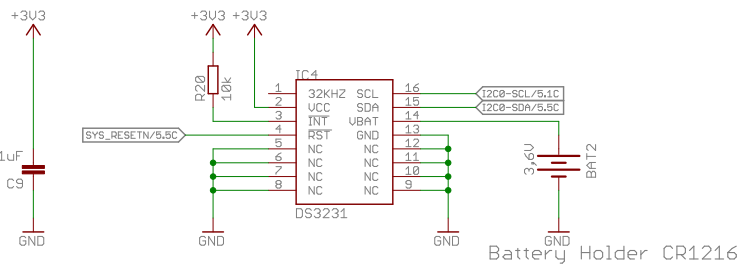 +3V3
+3V3 +3V3
1uF
C9
GND
R20
10k
SYS_RESETN/5.5C
GND
IC4
1 32KHZ SCL 16
2 VCC SDA 15
3 INT VBAT 14
4 RST GND 13
5 NC NC 12
6 NC NC 11
7 NC NC 10
8 NC NC 9
DS3231
I2C0-SCL/5.1C
I2C0-SDA/5.5C
GND
3,6V
BAT2
GND
Battery Holder CR1216